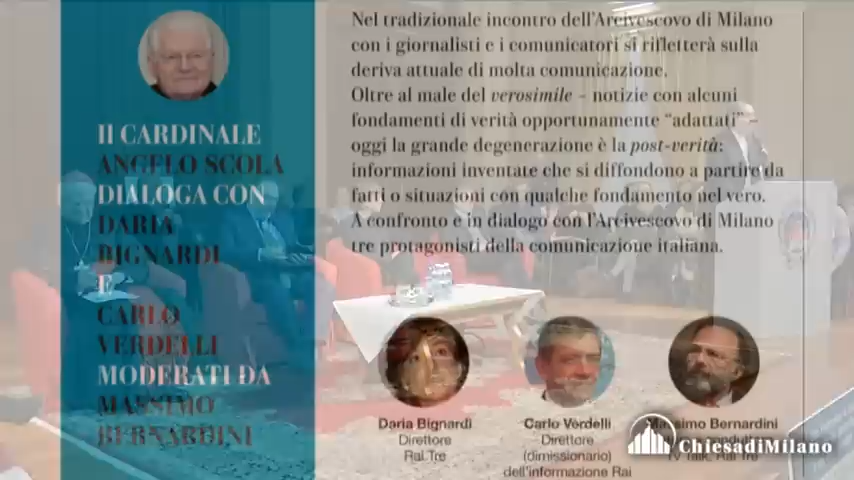 Il CARDINALE
ANGELO SCOLA
DIALOGA CON
DARIA
BIGNARDI
E
CARLO
VERDELLI
MODERATI DA
MASSIMO
BERNARDINI
Nel tradizionale incontro dell'Arcivescovo di Milano
con i giornalisti e i comunicatori si rifletterà sulla
deriva attuale di molta comunicazione.
Oltre al male del verosimile – notizie con alcuni
fondamenti di verità opportunamente “adattati” –
oggi la grande degenerazione è la post-verità:
informazioni inventate che si diffondono a partire da
fatti o situazioni con qualche fondamento nel vero.
A confronto e in dialogo con l'Arcivescovo di Milano
tre protagonisti della comunicazione italiana.
Daria Bignardi
Direttore
Rai Tre
Carlo Verdelli
Direttore
(dimissionario)
dell'informazione Rai
Massimo Bernardini
TV Talk, Rai Tre
ChiesadiMilano